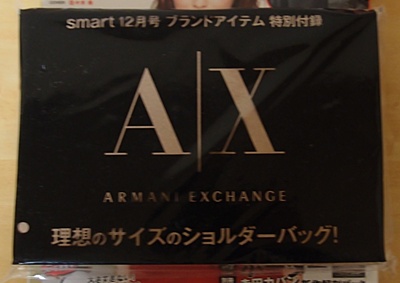 smart 12月号 ブランドアイテム 特別付録
A|X
ARMANI EXCHANGE
理想のサイズのショルダーバッグ!